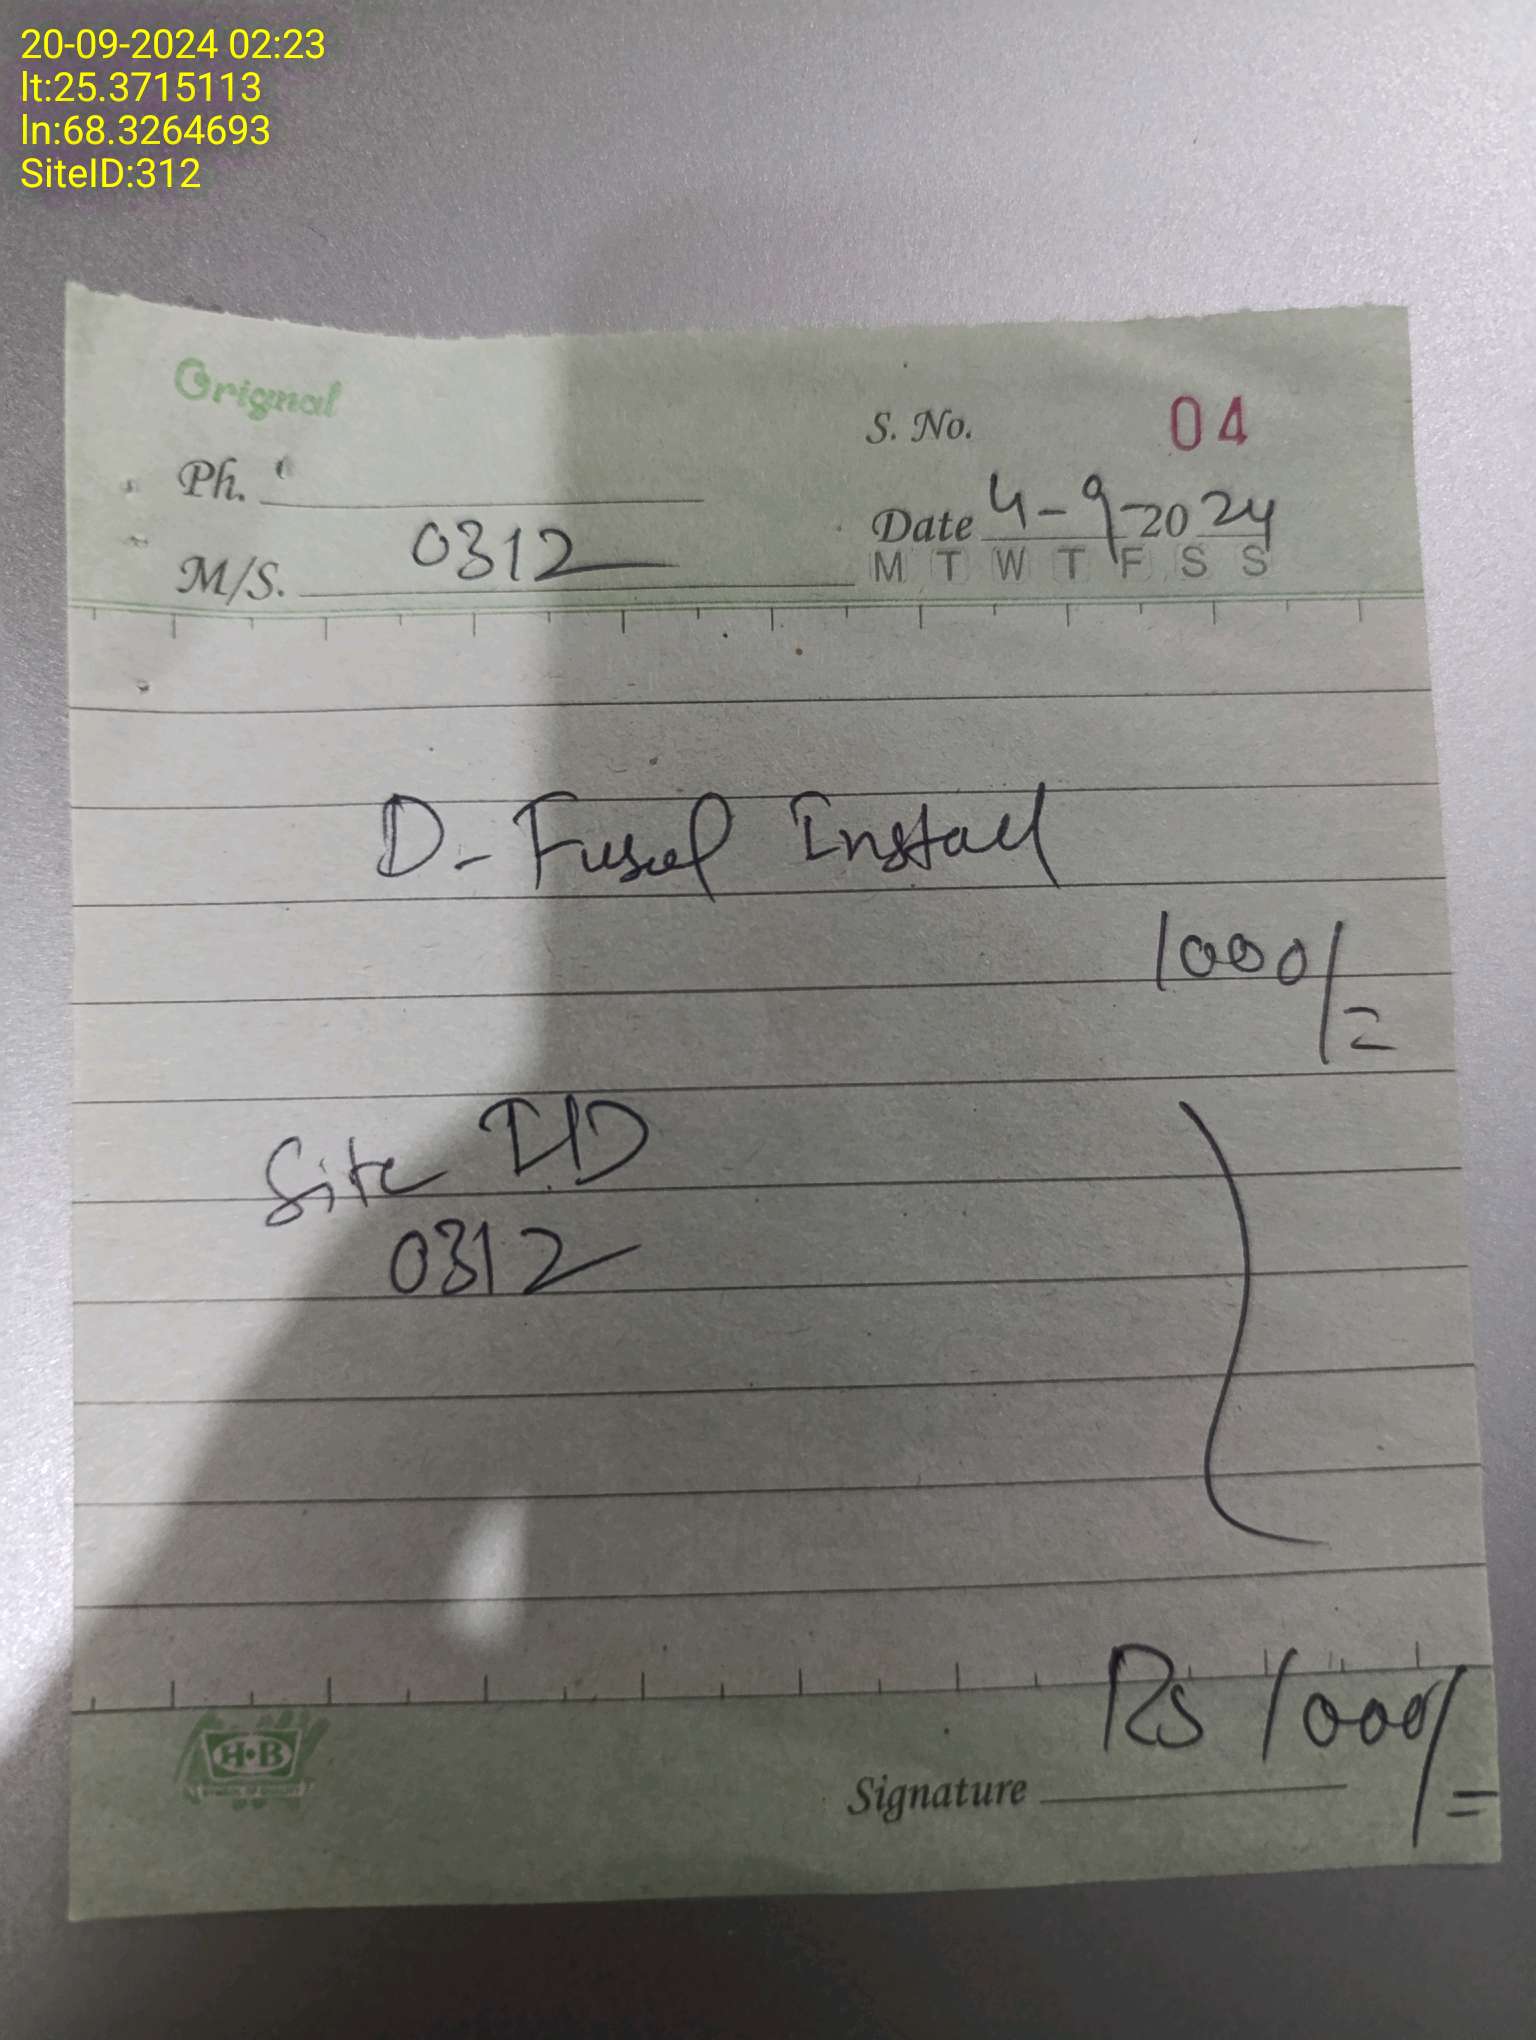 20-09-2024 02:23
lt:25.3715113
ln:68.3264693
SiteID:312
Orignal
S. No. 04
Ph.
Date 4-9-2024
M/S. 0312
M T W T F S S
D-Fusel Install
1000/=
Site ID
0312
Rs 1000/=
H•B
Signature